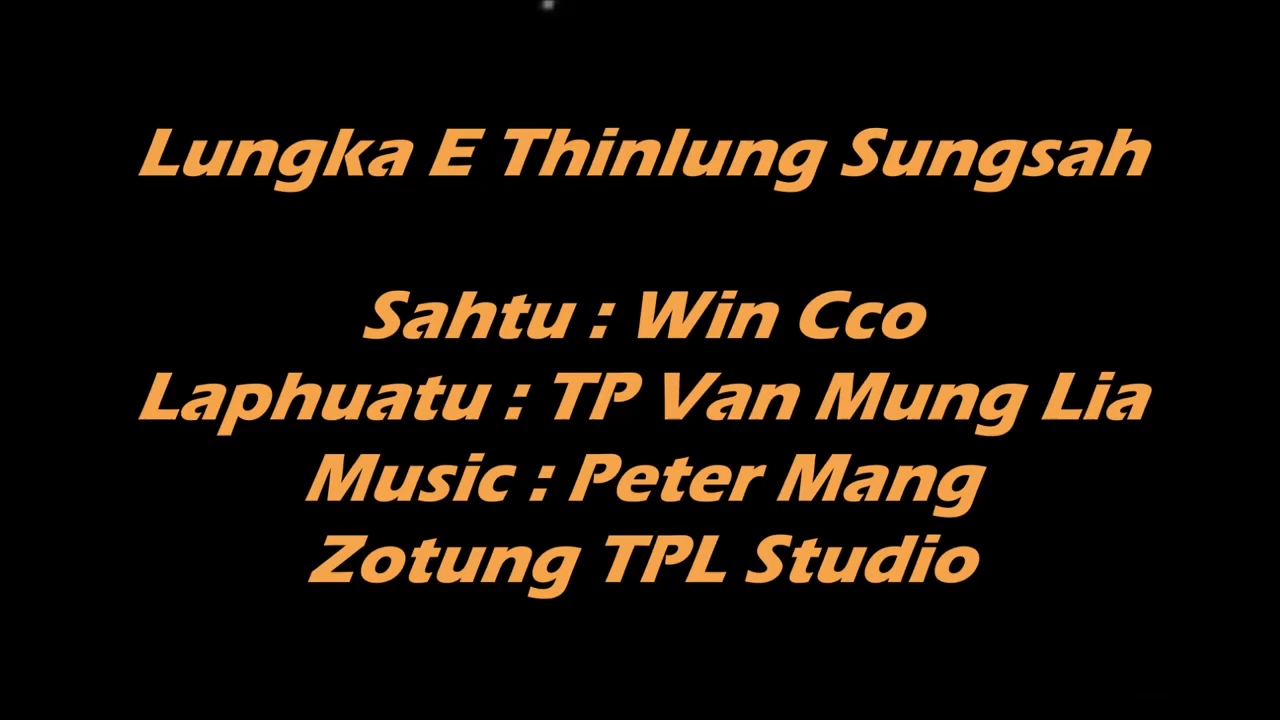 Lungka E Thinlung Sungsah
Sahtu : Win Cco
Laphuatu : TP Van Mung Lia
Music : Peter Mang
Zotung TPL Studio